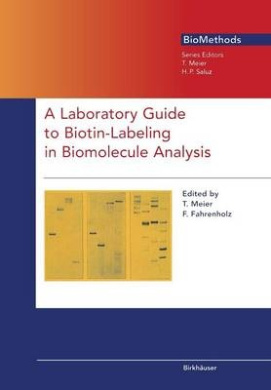 BioMethods
Series Editors
T. Meier
H.P. Saluz
A Laboratory Guide
to Biotin-Labeling
in Biomolecule Analysis
Edited by
T. Meier
F. Fahrenholz
Birkhäuser